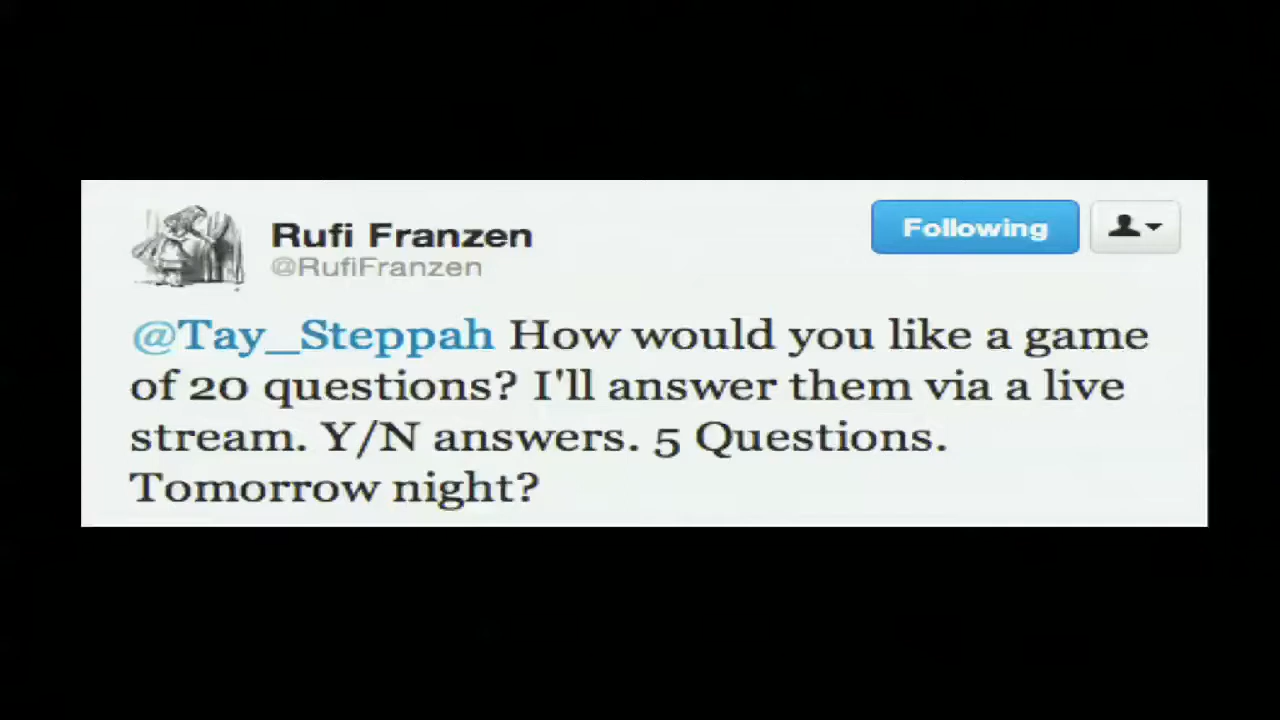 Rufi Franzen
@RufiFranzen
Following
@Tay_Steppah How would you like a game
of 20 questions? I'll answer them via a live
stream. Y/N answers. 5 Questions.
Tomorrow night?